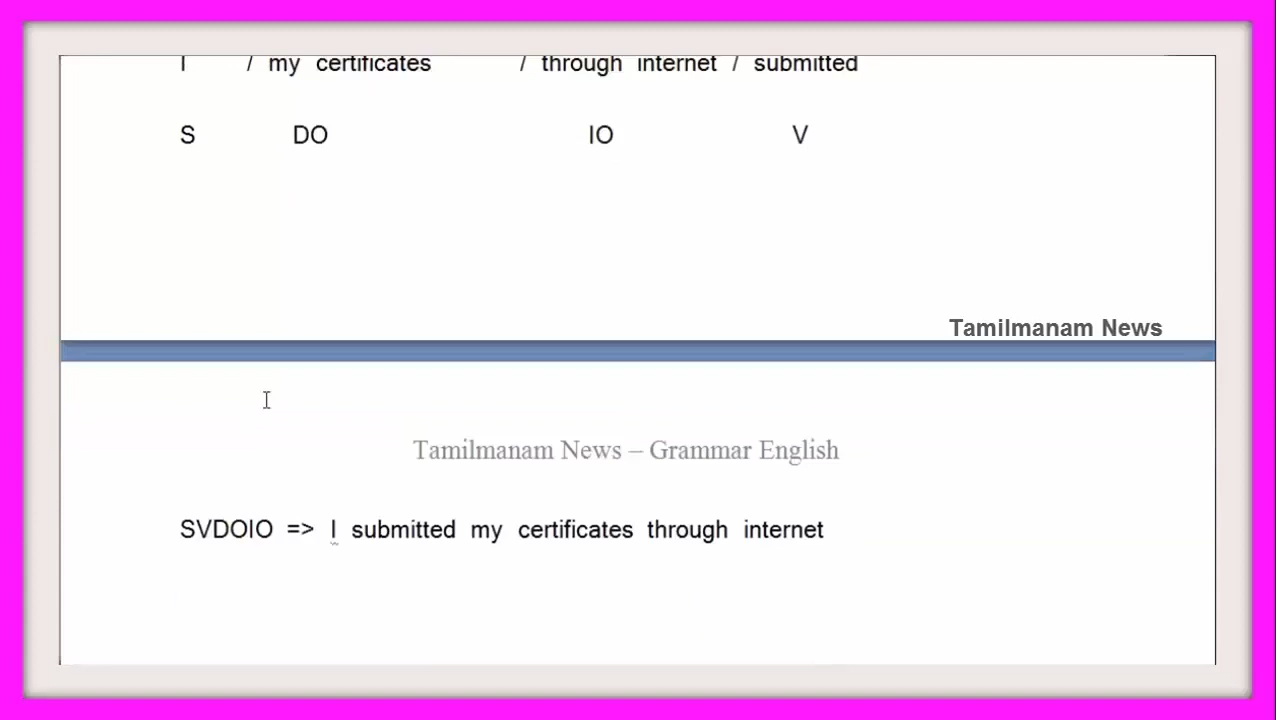 I / my certificates / through internet / submitted
S DO IO V
Tamilmanam News
Tamilmanam News – Grammar English
SVDOIO => I submitted my certificates through internet